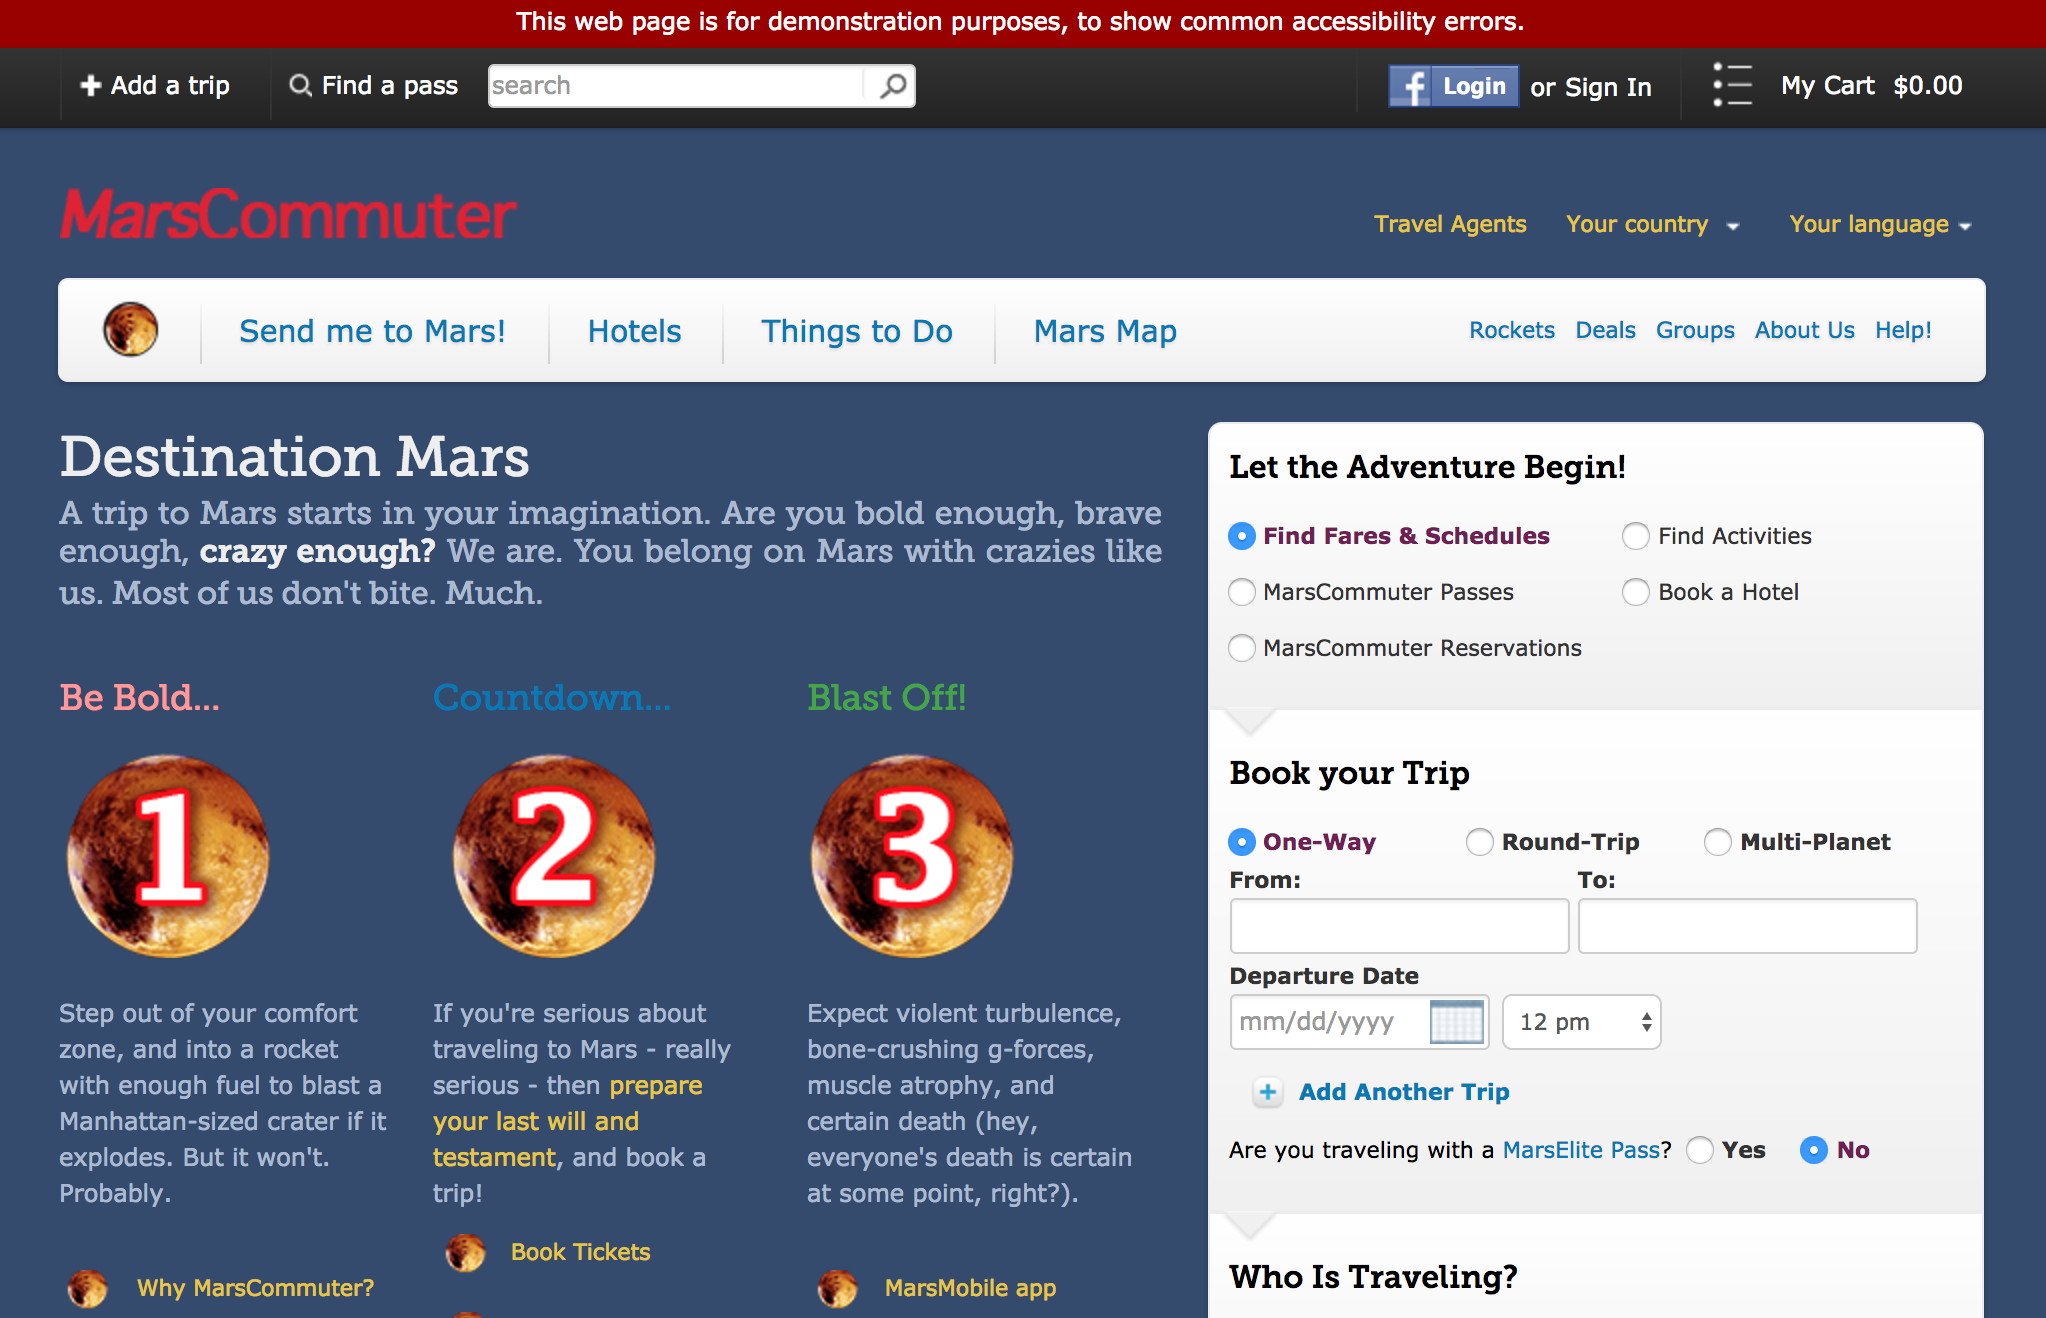 This web page is for demonstration purposes, to show common accessibility errors.
Add a trip
Find a pass
search
f Login or Sign In
My Cart $0.00
MarsCommuter
Travel Agents
Your country
Your language
Send me to Mars!
Hotels
Things to Do
Mars Map
Rockets
Deals
Groups
About Us
Help!
Destination Mars
A trip to Mars starts in your imagination. Are you bold enough, brave
enough, crazy enough? We are. You belong on Mars with crazies like
us. Most of us don't bite. Much.
Be Bold...
1
Step out of your comfort
zone, and into a rocket
with enough fuel to blast a
Manhattan-sized crater if it
explodes. But it won't.
Probably.
Why MarsCommuter?
Countdown...
2
If you're serious about
traveling to Mars - really
serious - then prepare
your last will and
testament, and book a
trip!
Book Tickets
Blast Off!
3
Expect violent turbulence,
bone-crushing g-forces,
muscle atrophy, and
certain death (hey,
everyone's death is certain
at some point, right?).
MarsMobile app
Let the Adventure Begin!
Find Fares & Schedules
Find Activities
MarsCommuter Passes
Book a Hotel
MarsCommuter Reservations
Book your Trip
One-Way
Round-Trip
Multi-Planet
From:
To:
Departure Date
mm/dd/yyyy
12 pm
Add Another Trip
Are you traveling with a MarsElite Pass? Yes No
Who Is Traveling?